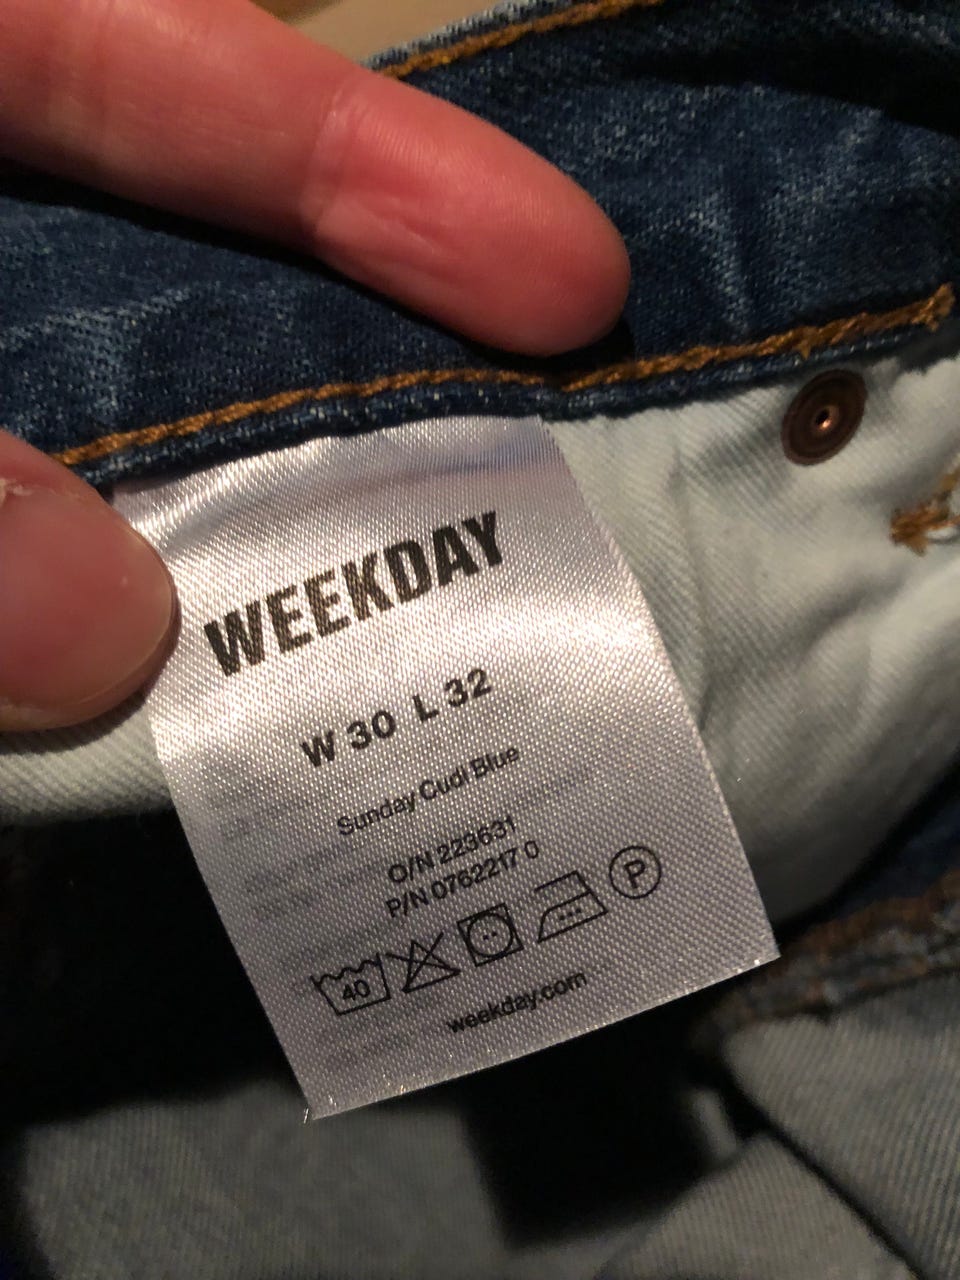 WEEKDAY
W 30 L 32
Sunday Cudi Blue
O/N 223631
P/N 0762217 0
40 P
weekday.com